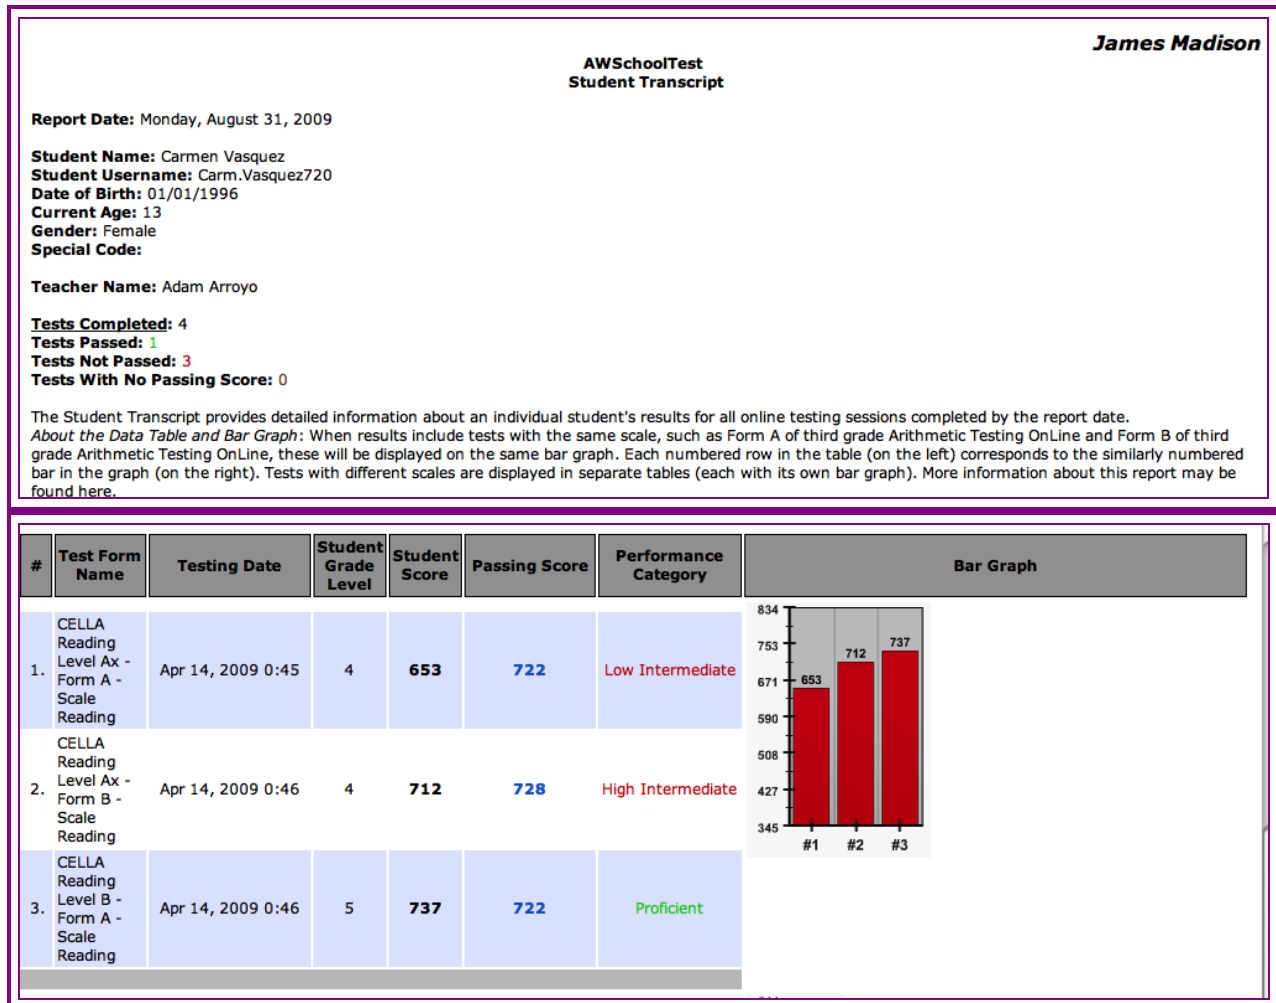 James Madison
AWSchoolTest
Student Transcript
Report Date: Monday, August 31, 2009
Student Name: Carmen Vasquez
Student Username: Carm.Vasquez720
Date of Birth: 01/01/1996
Current Age: 13
Gender: Female
Special Code:
Teacher Name: Adam Arroyo
Tests Completed: 4
Tests Passed: 1
Tests Not Passed: 3
Tests With No Passing Score: 0
The Student Transcript provides detailed information about an individual student's results for all online testing sessions completed by the report date.
About the Data Table and Bar Graph: When results include tests with the same scale, such as Form A of third grade Arithmetic Testing OnLine and Form B of third
grade Arithmetic Testing OnLine, these will be displayed on the same bar graph. Each numbered row in the table (on the left) corresponds to the similarly numbered
bar in the graph (on the right). Tests with different scales are displayed in separate tables (each with its own bar graph). More information about this report may be
found here.
# Test Form Name Testing Date Student Grade Level Student Score Passing Score Performance Category Bar Graph
1. CELLA Reading Level Ax - Form A - Scale Reading Apr 14, 2009 0:45 4 653 722 Low Intermediate
2. CELLA Reading Level Ax - Form B - Scale Reading Apr 14, 2009 0:46 4 712 728 High Intermediate
3. CELLA Reading Level B - Form A - Scale Reading Apr 14, 2009 0:46 5 737 722 Proficient
834
753
671
590
508
427
345
653
712
737
#1 #2 #3